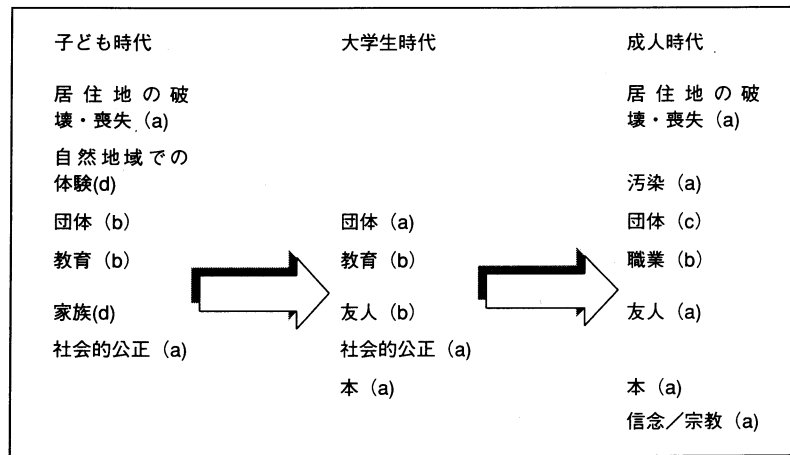 子ども時代
居住地の破
壊・喪失 (a)
自然地域での
体験(d)
団体 (b)
教育 (b)
家族(d)
社会的公正 (a)
大学生時代
団体 (a)
教育 (b)
友人 (b)
社会的公正 (a)
本 (a)
成人時代
居住地の破
壊・喪失 (a)
汚染 (a)
団体 (c)
職業 (b)
友人 (a)
本 (a)
信念／宗教 (a)